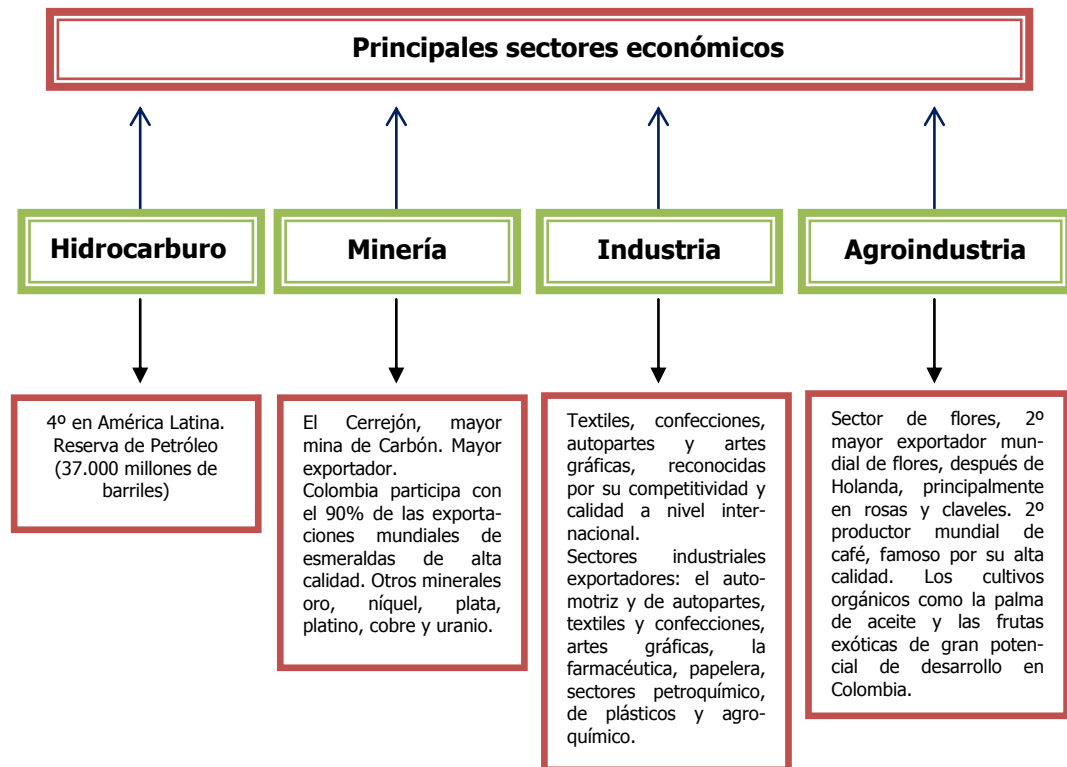 Principales sectores económicos
Hidrocarburo
Minería
Industria
Agroindustria
4º en América Latina.
Reserva de Petróleo
(37.000 millones de
barriles)
El Cerrejón, mayor
mina de Carbón. Mayor
exportador.
Colombia participa con
el 90% de las exporta-
ciones mundiales de
esmeraldas de alta
calidad. Otros minerales
oro, níquel, plata,
platino, cobre y uranio.
Textiles, confecciones,
autopartes y artes
gráficas, reconocidas
por su competitividad y
calidad a nivel inter-
nacional.
Sectores industriales
exportadores: el auto-
motriz y de autopartes,
textiles y confecciones,
artes gráficas, la
farmacéutica, papelera,
sectores petroquímico,
de plásticos y agro-
químico.
Sector de flores, 2º
mayor exportador mun-
dial de flores, después de
Holanda, principalmente
en rosas y claveles. 2º
productor mundial de
café, famoso por su alta
calidad. Los cultivos
orgánicos como la palma
de aceite y las frutas
exóticas de gran poten-
cial de desarrollo en
Colombia.